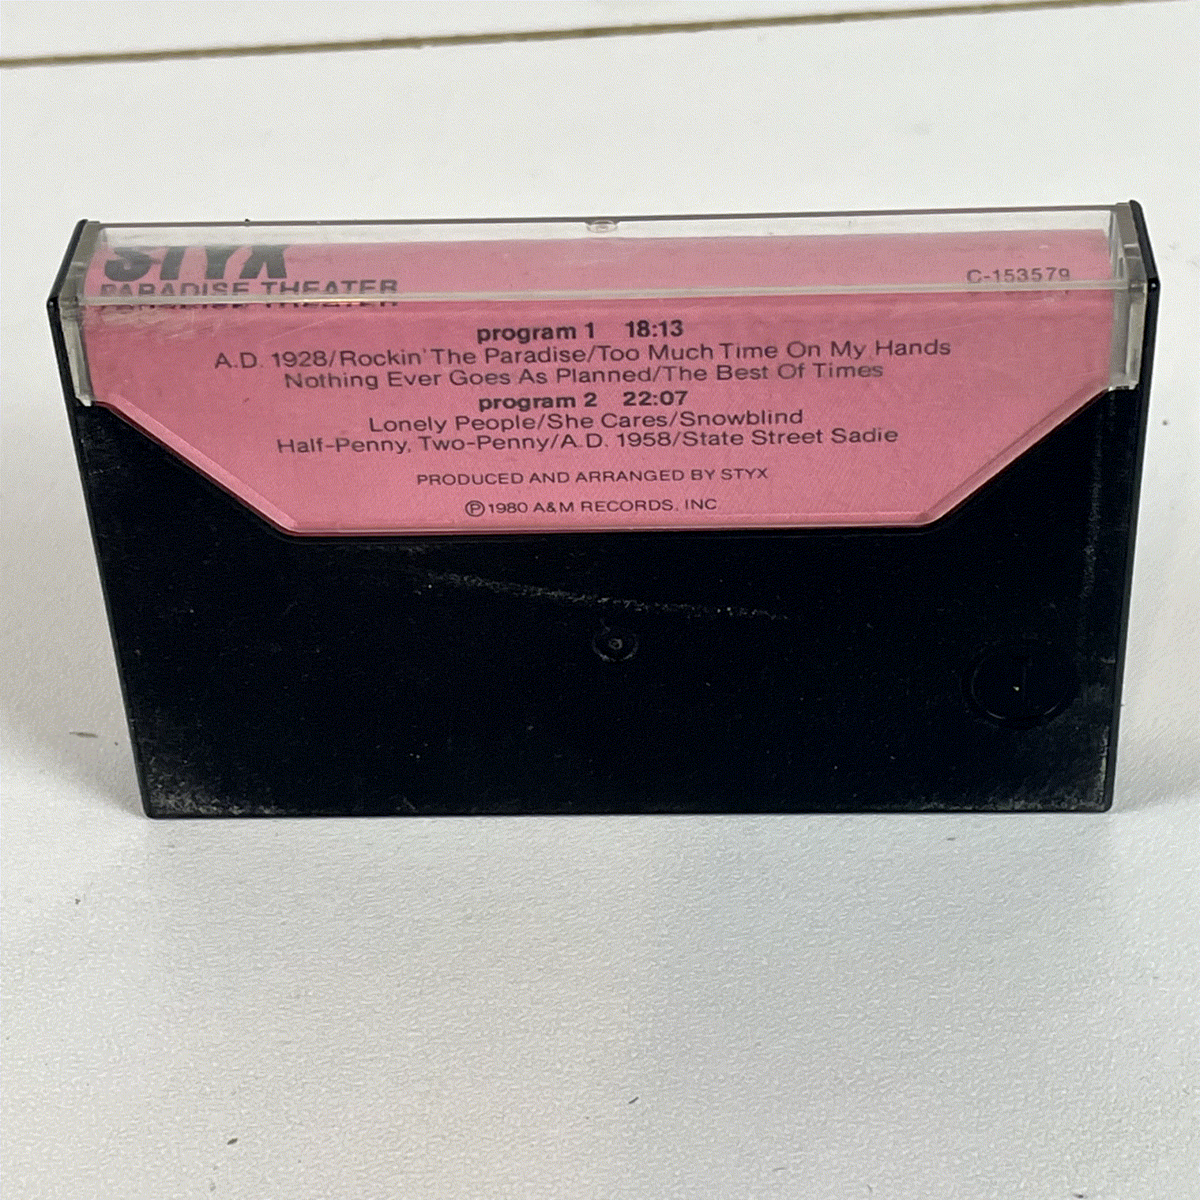 STYX
PARADISE THEATER
C-153579
program 1 18:13
A.D. 1928/Rockin' The Paradise/Too Much Time On My Hands
Nothing Ever Goes As Planned/The Best Of Times
program 2 22:07
Lonely People/She Cares/Snowblind
Half-Penny, Two-Penny/A.D. 1958/State Street Sadie
PRODUCED AND ARRANGED BY STYX
Ⓟ1980 A&M RECORDS, INC
1